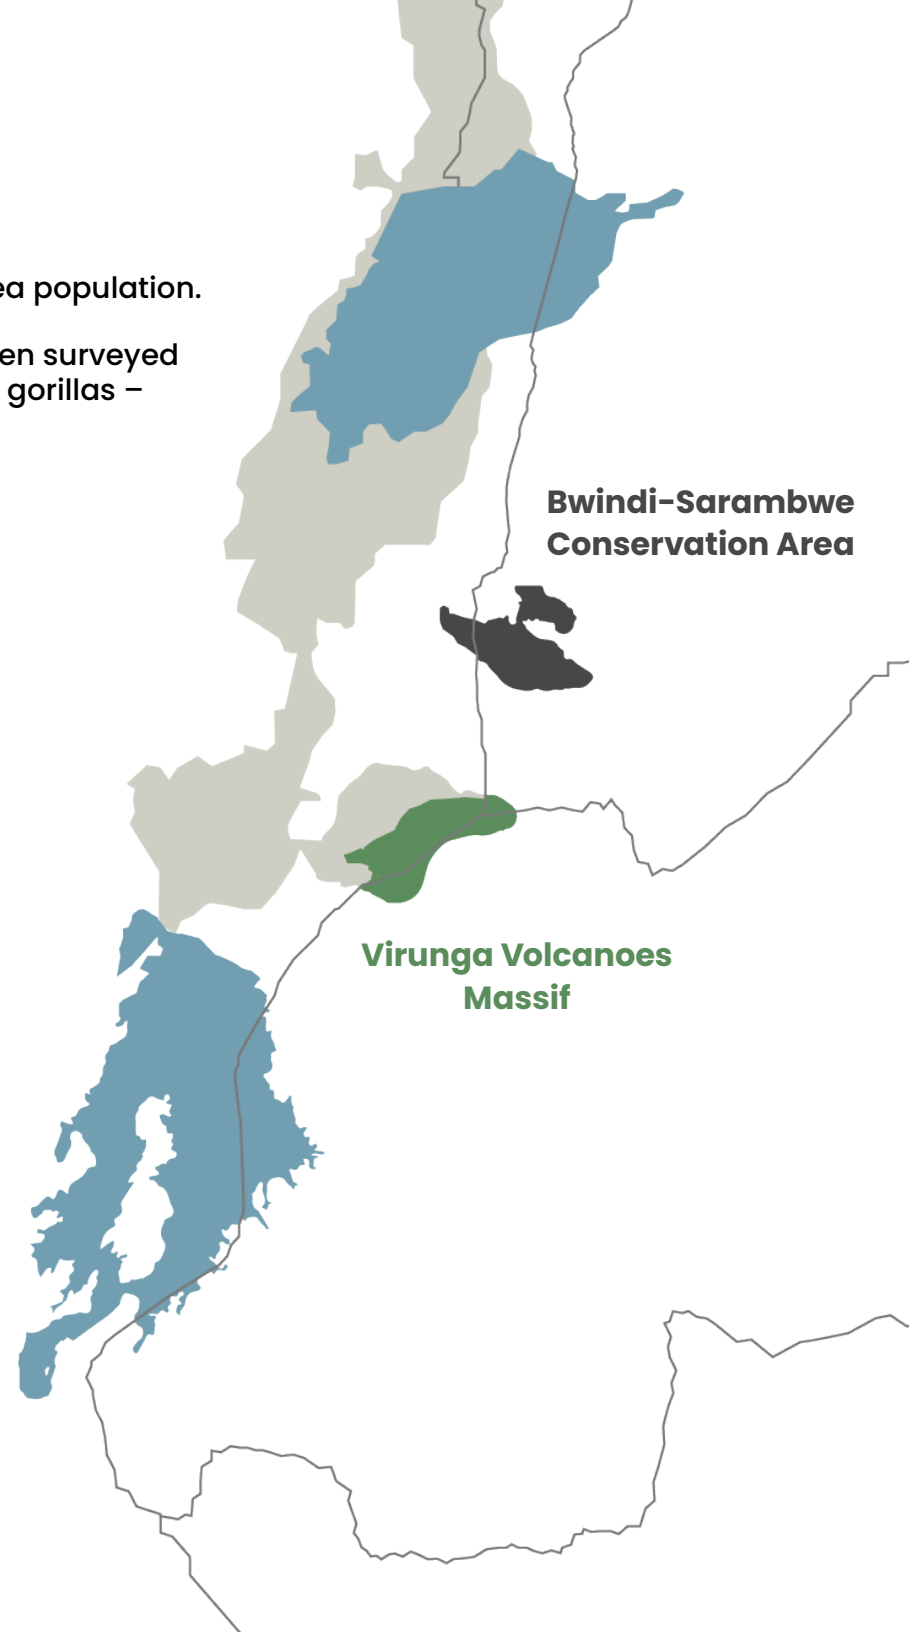 ea population.
en surveyed
gorillas –
Bwindi-Sarambwe
Conservation Area
Virunga Volcanoes
Massif